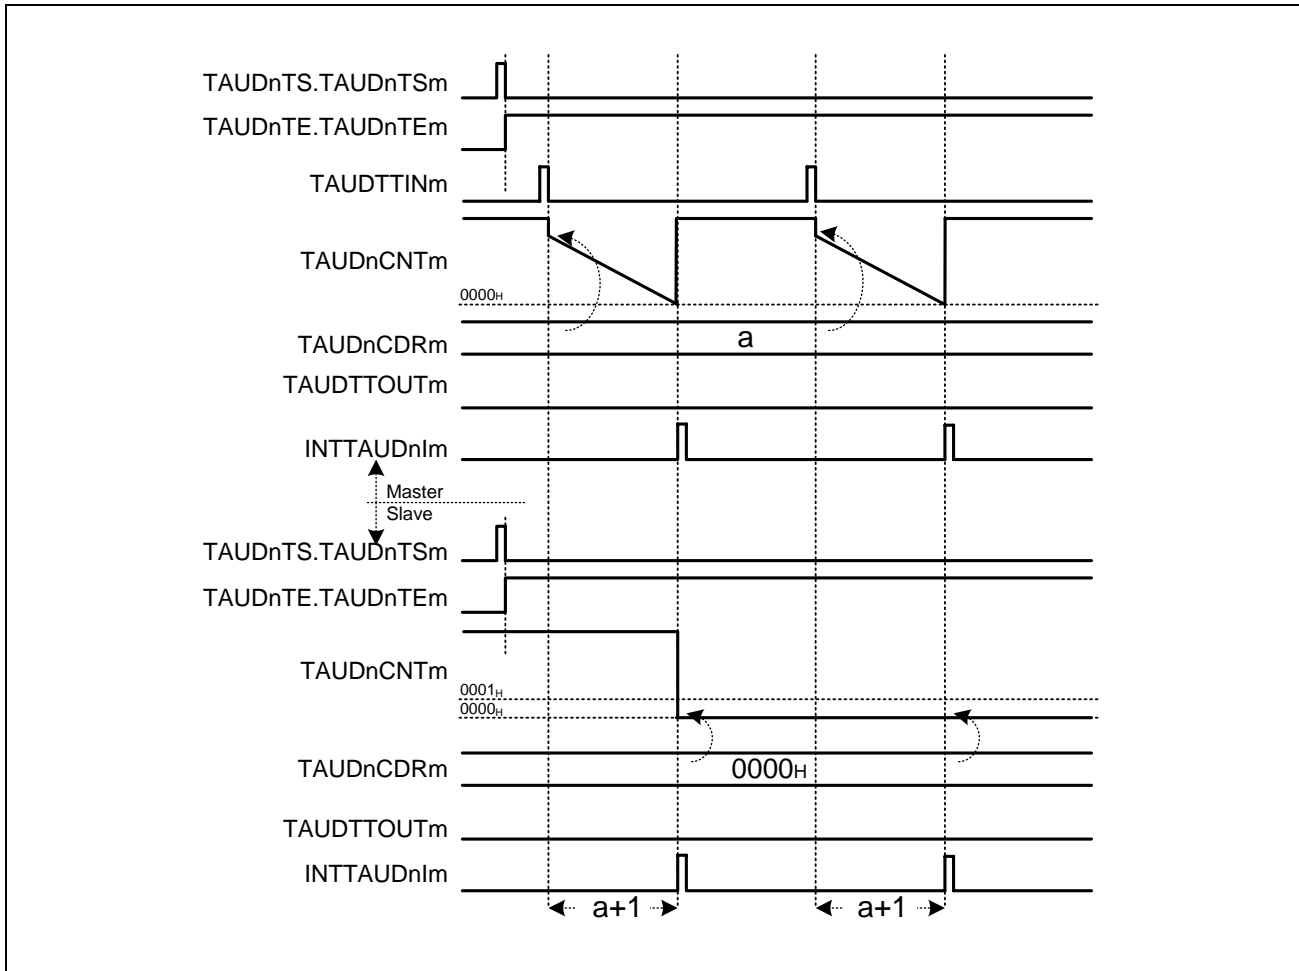 TAUDnTS.TAUDnTSm
TAUDnTE.TAUDnTEm
TAUDTTINm
TAUDnCNTm
0000H
a
TAUDnCDRm
TAUDTTOUTm
INTTAUDnIm
Master
Slave
TAUDnTS.TAUDnTSm
TAUDnTE.TAUDnTEm
TAUDnCNTm
0001H
0000H
TAUDnCDRm
0000H
TAUDTTOUTm
INTTAUDnIm
a+1
a+1